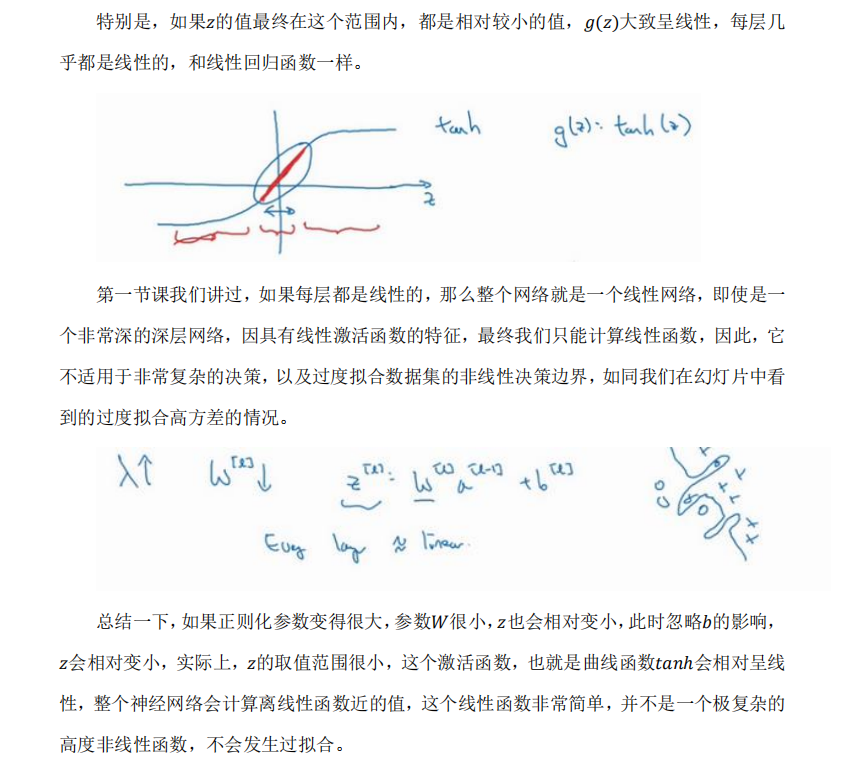 特别是，如果z的值最终在这个范围内，都是相对较小的值，g(z)大致呈线性，每层几
乎都是线性的，和线性回归函数一样。
tanh g(z): tanh(z)
z
第一节课我们讲过，如果每层都是线性的，那么整个网络就是一个线性网络，即使是一
个非常深的深层网络，因具有线性激活函数的特征，最终我们只能计算线性函数，因此，它
不适用于非常复杂的决策，以及过度拟合数据集的非线性决策边界，如同我们在幻灯片中看
到的过度拟合高方差的情况。
λ↑ W^[l]↓ z^[l]: W^[l] a^[l-1] + b^[l]
Every layer ≈ linear.
总结一下，如果正则化参数变得很大，参数W很小，z也会相对变小，此时忽略b的影响，
z会相对变小，实际上，z的取值范围很小，这个激活函数，也就是曲线函数tanh会相对呈线
性，整个神经网络会计算离线性函数近的值，这个线性函数非常简单，并不是一个极复杂的
高度非线性函数，不会发生过拟合。